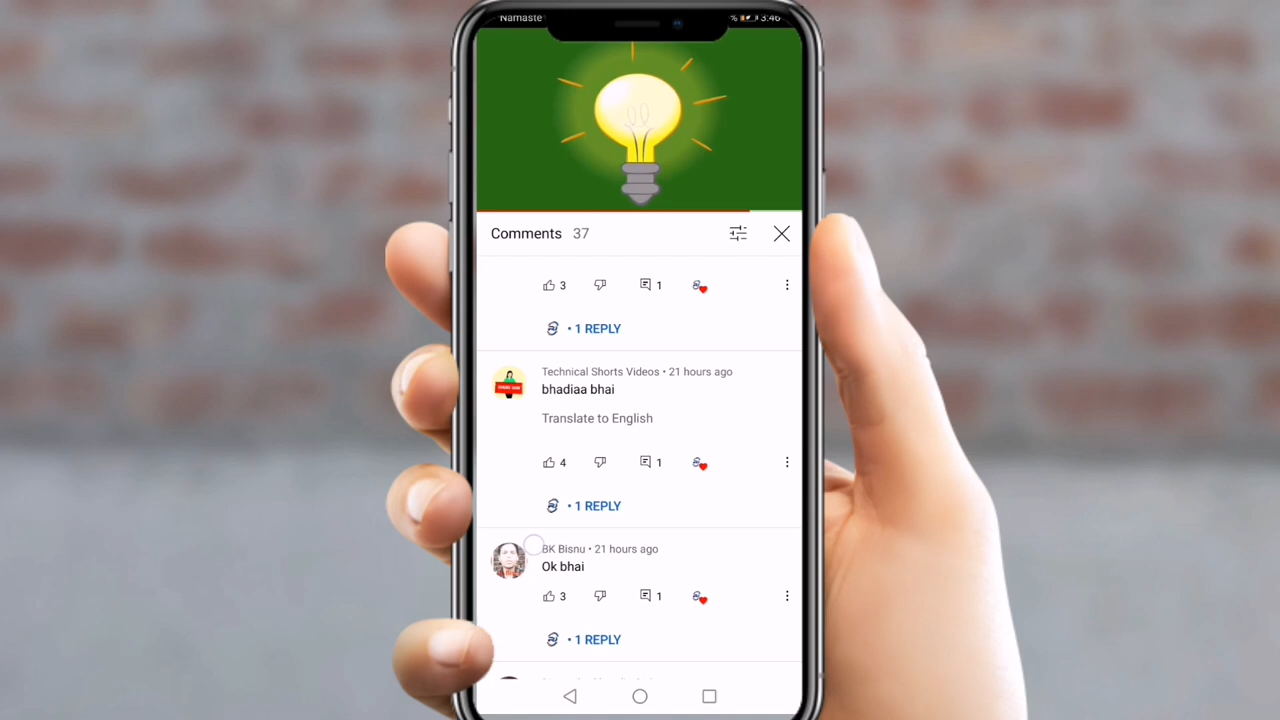 Namaste
% 3:46
Comments 37
3
1
• 1 REPLY
Technical Shorts Videos • 21 hours ago
bhadiaa bhai
Translate to English
4
1
• 1 REPLY
BK Bisnu • 21 hours ago
Ok bhai
3
1
• 1 REPLY